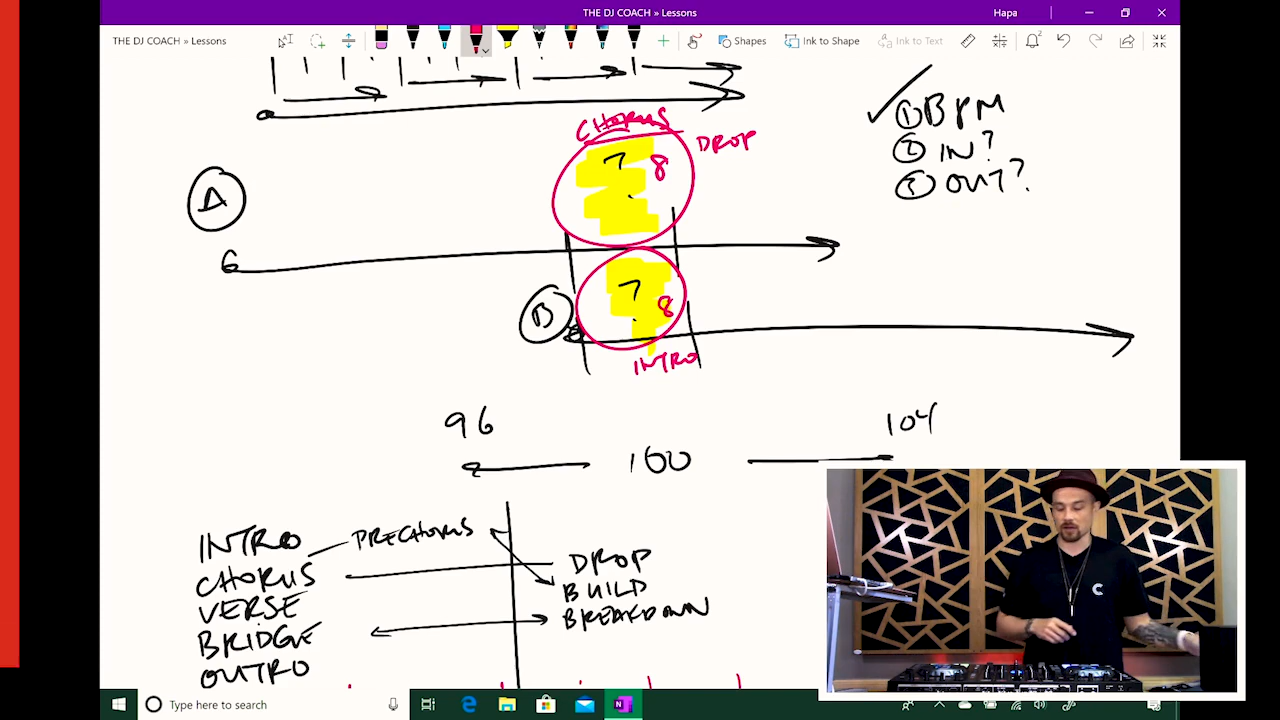 THE DJ COACH » Lessons
Hapa
THE DJ COACH » Lessons
Shapes
Ink to Shape
Ink to Text
CHORUS
DROP
7
8
A
6
B
7
8
INTRO
① BPM
② IN?
③ OUT?
96
100
104
INTRO
PRECHORUS
CHORUS
DROP
VERSE
BUILD
BRIDGE
BREAKDOWN
OUTRO
C
Type here to search